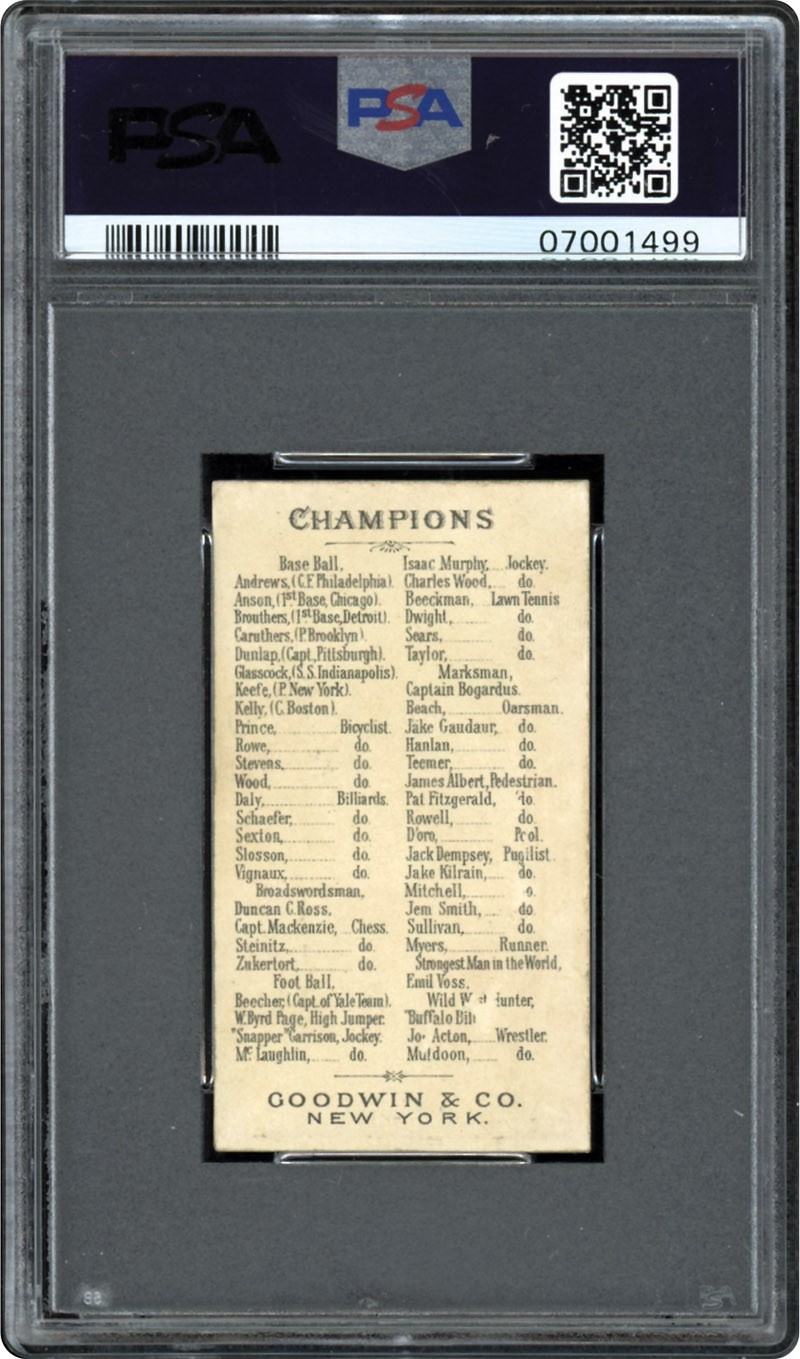 PSA
PSA
07001499
CHAMPIONS
Base Ball,
Andrews, (C.F. Philadelphia).
Anson, (1st Base, Chicago).
Brouthers, (1st Base, Detroit).
Caruthers, (P. Brooklyn).
Dunlap, (Capt., Pittsburgh).
Glasscock, (S. S. Indianapolis).
Keefe, (P. New York).
Kelly, (C. Boston).
Prince, Bicyclist.
Rowe, do.
Stevens, do.
Wood, do.
Daly, Billiards.
Schaefer, do
Sexton, do.
Slosson, do.
Vignaux, do.
Broadswordsman,
Duncan C. Ross,
Capt. Mackenzie, Chess.
Steinitz, do.
Zukertort, do.
Foot Ball,
Beecher, (Capt. of Yale Team).
W. Byrd Page, High Jumper.
"Snapper" Garrison, Jockey.
Mc Laughlin, do.
Isaac Murphy, Jockey.
Charles Wood, do.
Beeckman, Lawn Tennis
Dwight, do.
Sears, do.
Taylor, do.
Marksman,
Captain Bogardus.
Beach, Oarsman.
Jake Gaudaur, do.
Hanlan, do.
Teemer, do.
James Albert, Pedestrian.
Pat Fitzgerald, do.
Rowell, do.
D'oro, Pool.
Jack Dempsey, Pugilist.
Jake Kilrain, do.
Mitchell,
Jem Smith, do
Sullivan, do.
Myers, Runner.
Strongest Man in the World,
Emil Voss.
Wild
"Buffalo
Acton, Wrestler.
Muldoon, do.
GOODWIN & CO.
NEW YORK.